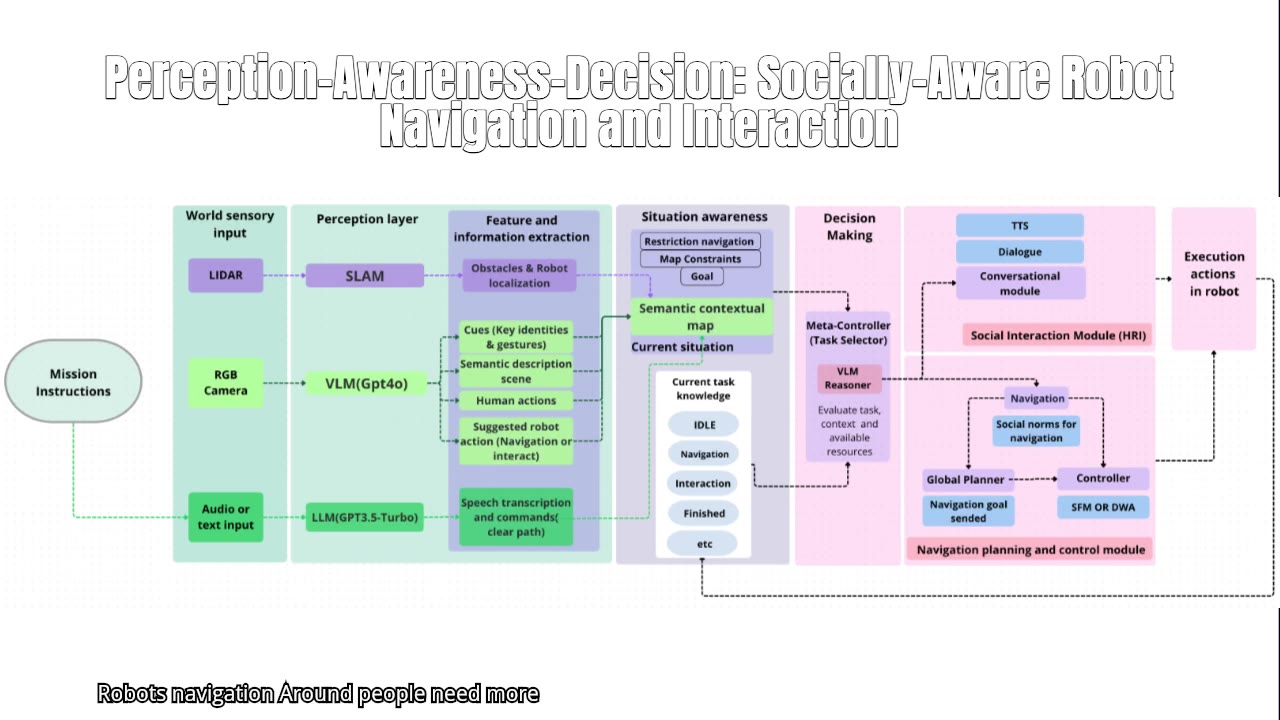 Perception-Awareness-Decision: Socially-Aware Robot
Navigation and Interaction
World sensory
input
Perception layer
Feature and
information extraction
Situation awareness
Decision
Making
LIDAR
SLAM
Obstacles & Robot
localization
Restriction navigation
Map Constraints
Goal
Semantic contextual
map
Current situation
Mission
Instructions
RGB
Camera
VLM(Gpt4o)
Cues (Key identities
& gestures)
Semantic description
scene
Human actions
Suggested robot
action (Navigation or
interact)
Audio or
text input
LLM(GPT3.5-Turbo)
Speech transcription
and commands(
clear path)
Current task
knowledge
IDLE
Navigation
Interaction
Finished
etc
Meta-Controller
(Task Selector)
VLM
Reasoner
Evaluate task,
context and
available
resources
TTS
Dialogue
Conversational
module
Social Interaction Module (HRI)
Navigation
Social norms for
navigation
Global Planner
Controller
Navigation goal
sended
SFM OR DWA
Navigation planning and control module
Execution
actions
in robot
Robots navigation Around people need more